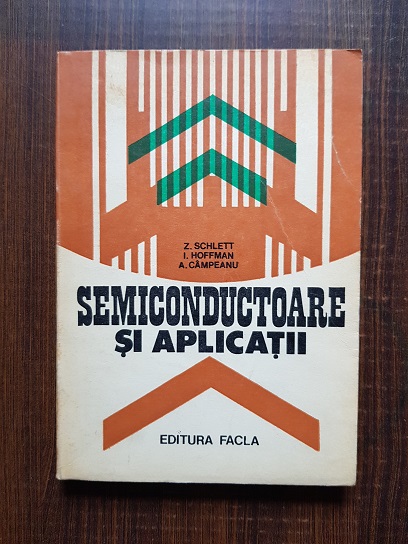 Z. SCHLETT
I. HOFFMAN
A. CÂMPEANU
SEMICONDUCTOARE
ȘI APLICAȚII
EDITURA FACLA